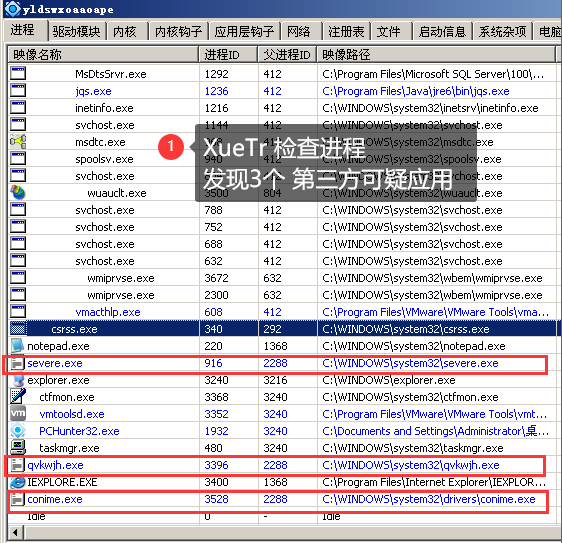 yldswxoaaoape
进程 驱动模块 内核 内核钩子 应用层钩子 网络 注册表 文件 启动信息 系统杂项 电脑
映像名称 进程ID 父进程ID 映像路径
MsDtsSrvr.exe 1292 412 C:\Program Files\Microsoft SQL Server\100\...
jqs.exe 1236 412 C:\Program Files\Java\jre6\bin\jqs.exe
inetinfo.exe 1216 412 C:\WINDOWS\system32\inetsrv\inetinfo.exe
svchost.exe 1144 412 C:\WINDOWS\system32\svchost.exe
msdtc.exe C:\WINDOWS\system32\msdtc.exe
spoolsv.exe 940 412 C:\WINDOWS\system32\spoolsv.exe
svchost.exe C:\WINDOWS\system32\svchost.exe
wuauclt.exe 3500 804 C:\WINDOWS\system32\wuauclt.exe
svchost.exe 788 412 C:\WINDOWS\system32\svchost.exe
svchost.exe 752 412 C:\WINDOWS\system32\svchost.exe
svchost.exe 688 412 C:\WINDOWS\system32\svchost.exe
svchost.exe 632 412 C:\WINDOWS\system32\svchost.exe
wmiprvse.exe 3672 632 C:\WINDOWS\system32\wbem\wmiprvse.exe
wmiprvse.exe 2300 632 C:\WINDOWS\system32\wbem\wmiprvse.exe
vmacthlp.exe 608 412 C:\Program Files\VMware\VMware Tools\vma...
csrss.exe 340 292 C:\WINDOWS\system32\csrss.exe
notepad.exe 220 1368 C:\WINDOWS\system32\notepad.exe
severe.exe 916 2288 C:\WINDOWS\system32\severe.exe
explorer.exe 3240 3216 C:\WINDOWS\explorer.exe
ctfmon.exe 3368 3240 C:\WINDOWS\system32\ctfmon.exe
vmtoolsd.exe 3352 3240 C:\Program Files\VMware\VMware Tools\vmt...
PCHunter32.exe 1932 3240 C:\Documents and Settings\Administrator\桌...
taskmgr.exe 480 3240 C:\WINDOWS\system32\taskmgr.exe
qvkwjh.exe 3396 2288 C:\WINDOWS\system32\qvkwjh.exe
IEXPLORE.EXE 3400 1368 C:\Program Files\Internet Explorer\IEXPLOR...
conime.exe 3528 2288 C:\WINDOWS\system32\drivers\conime.exe
Idle 0 - Idle
1
XueTr 检查进程
发现3个 第三方可疑应用